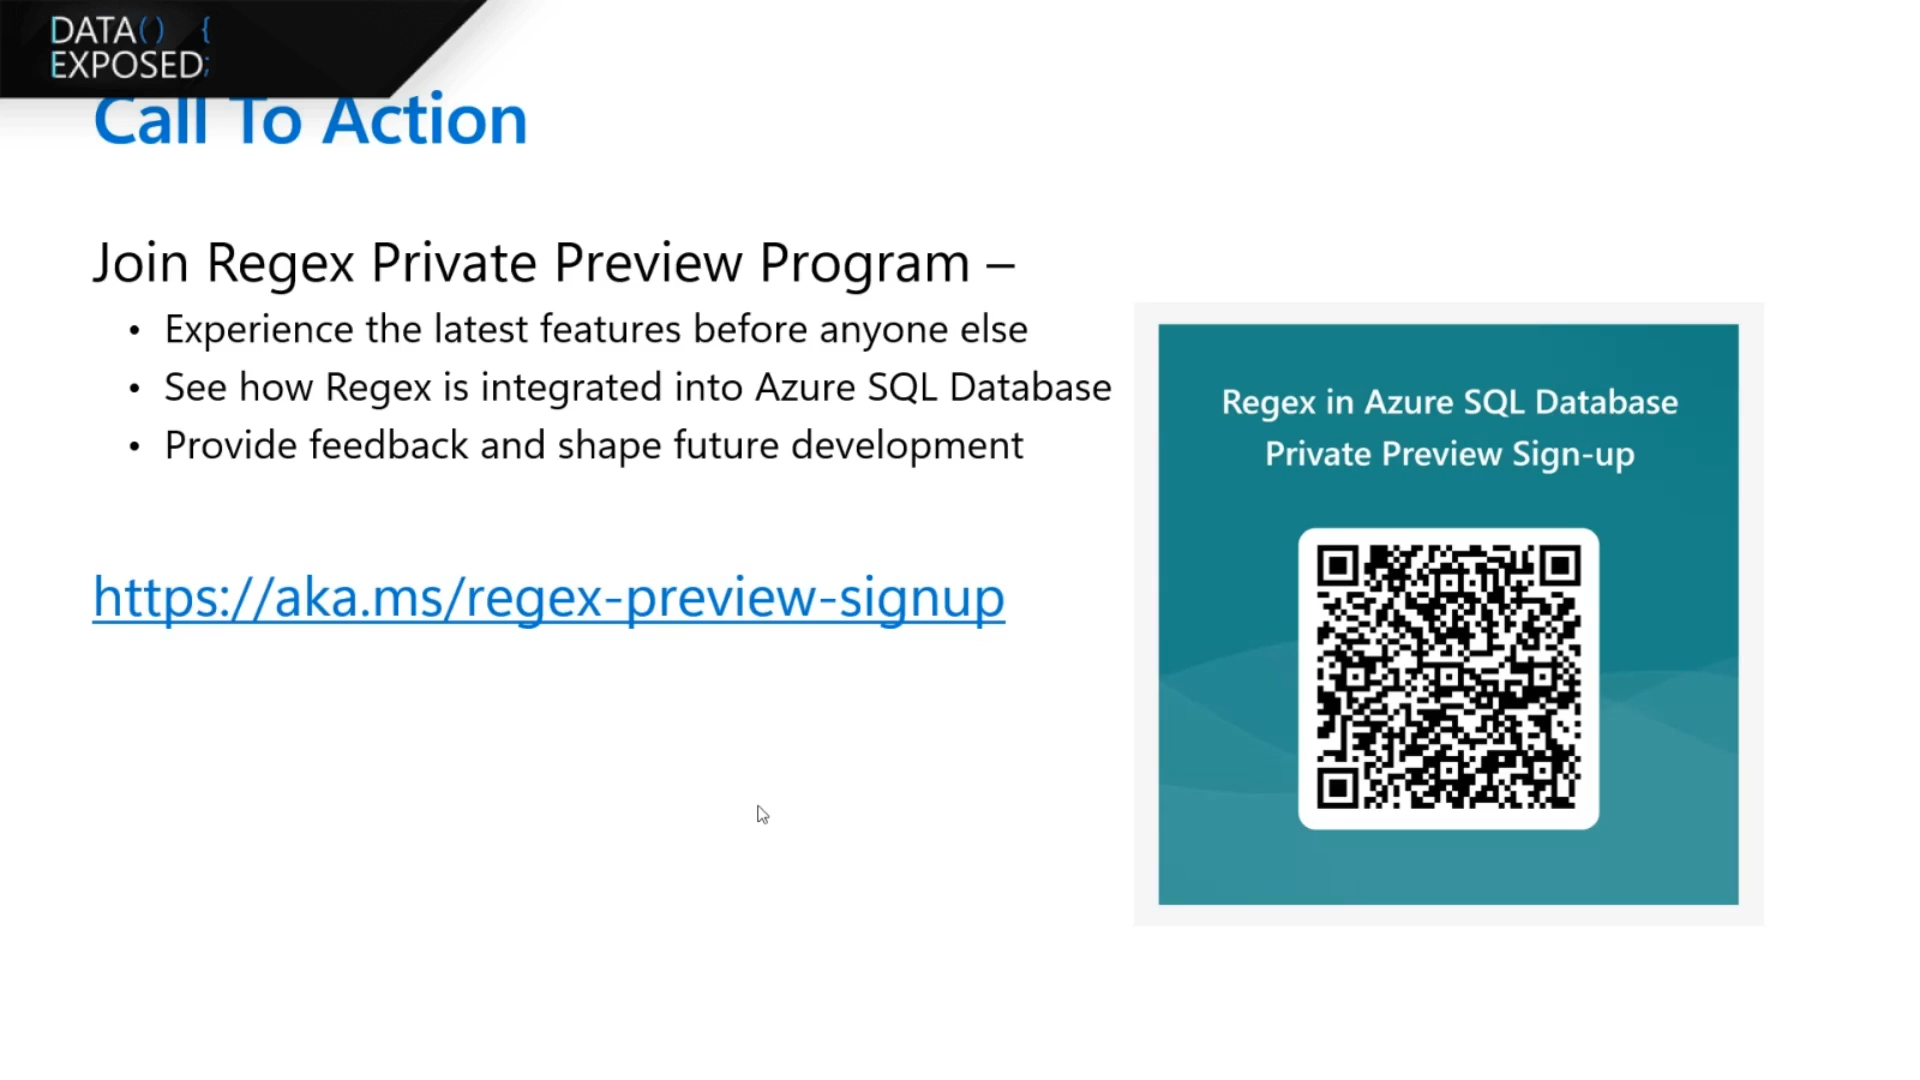 DATA() {
EXPOSED;
Call To Action
Join Regex Private Preview Program –
• Experience the latest features before anyone else
• See how Regex is integrated into Azure SQL Database
• Provide feedback and shape future development
https://aka.ms/regex-preview-signup
Regex in Azure SQL Database
Private Preview Sign-up